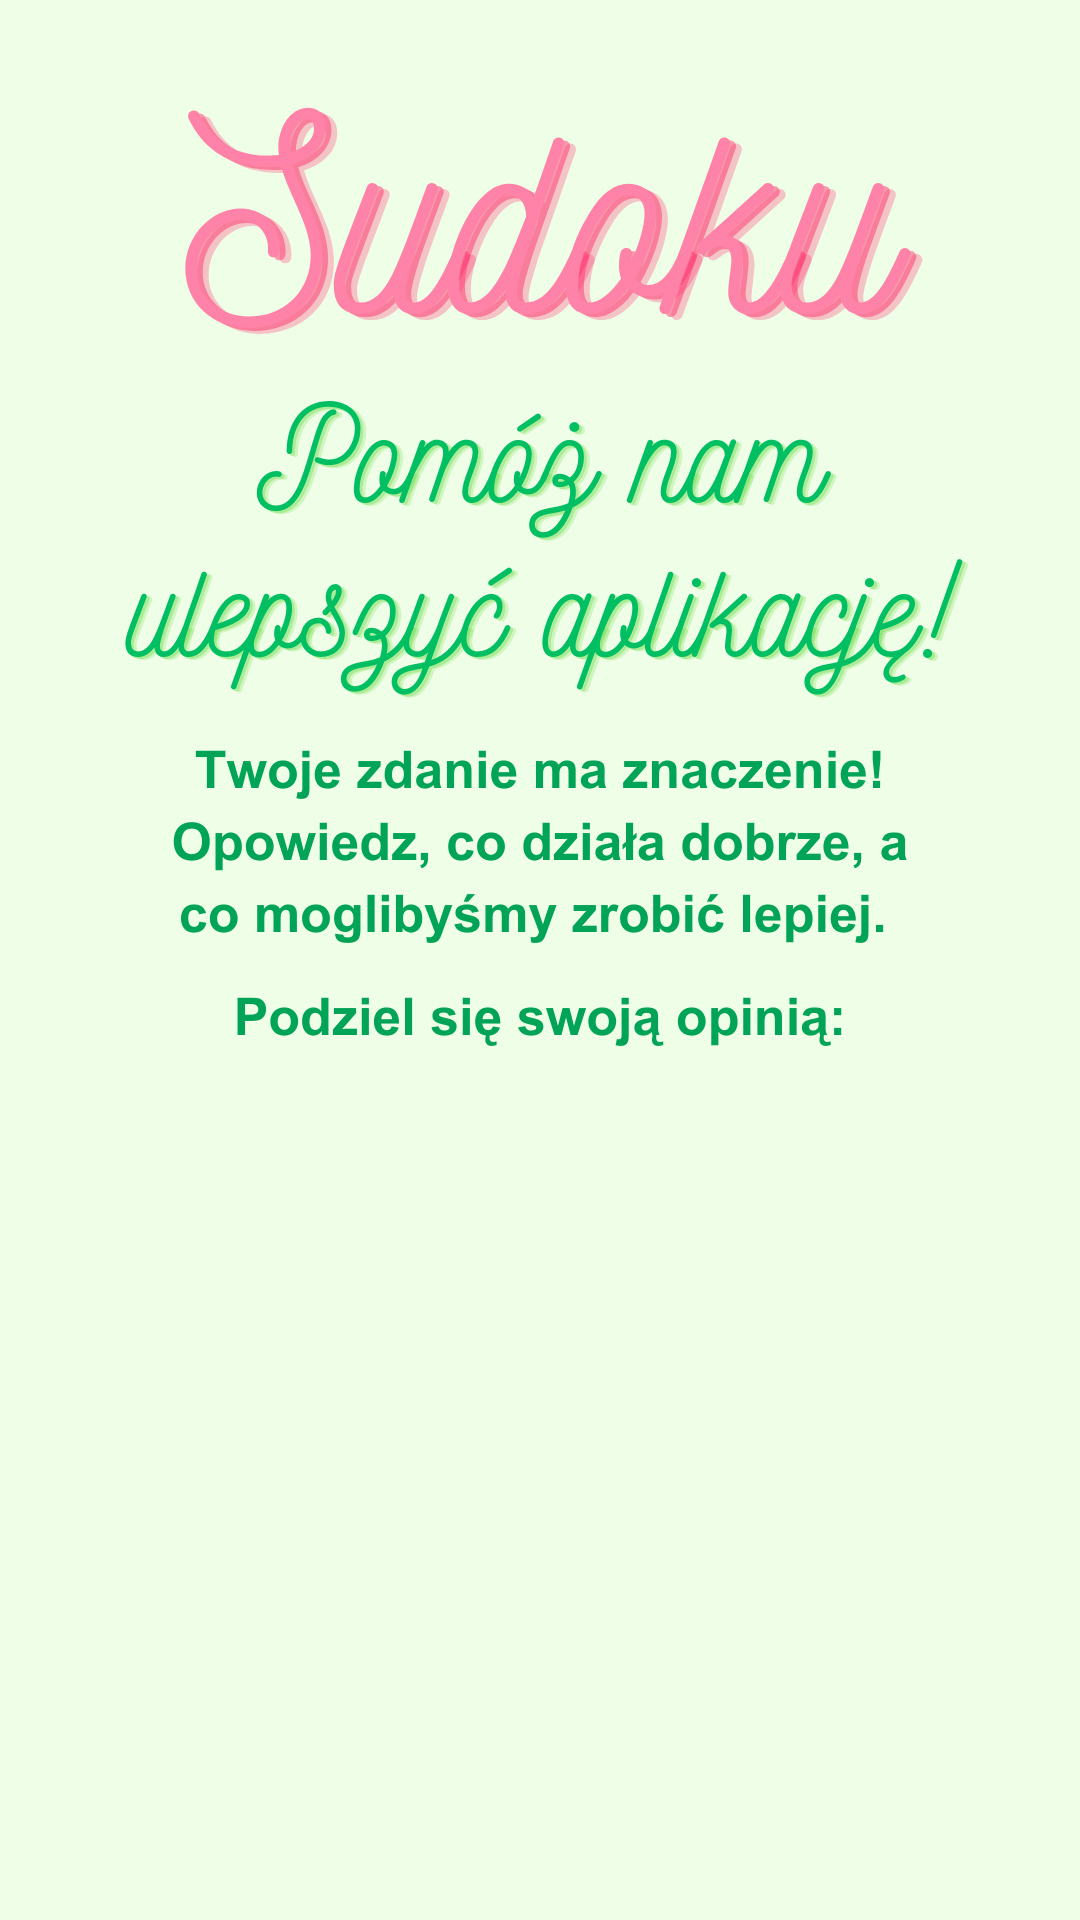 Sudoku
Pomóż nam
ulepszyć aplikację!
Twoje zdanie ma znaczenie!
Opowiedz, co działa dobrze, a
co moglibyśmy zrobić lepiej.
Podziel się swoją opinią: